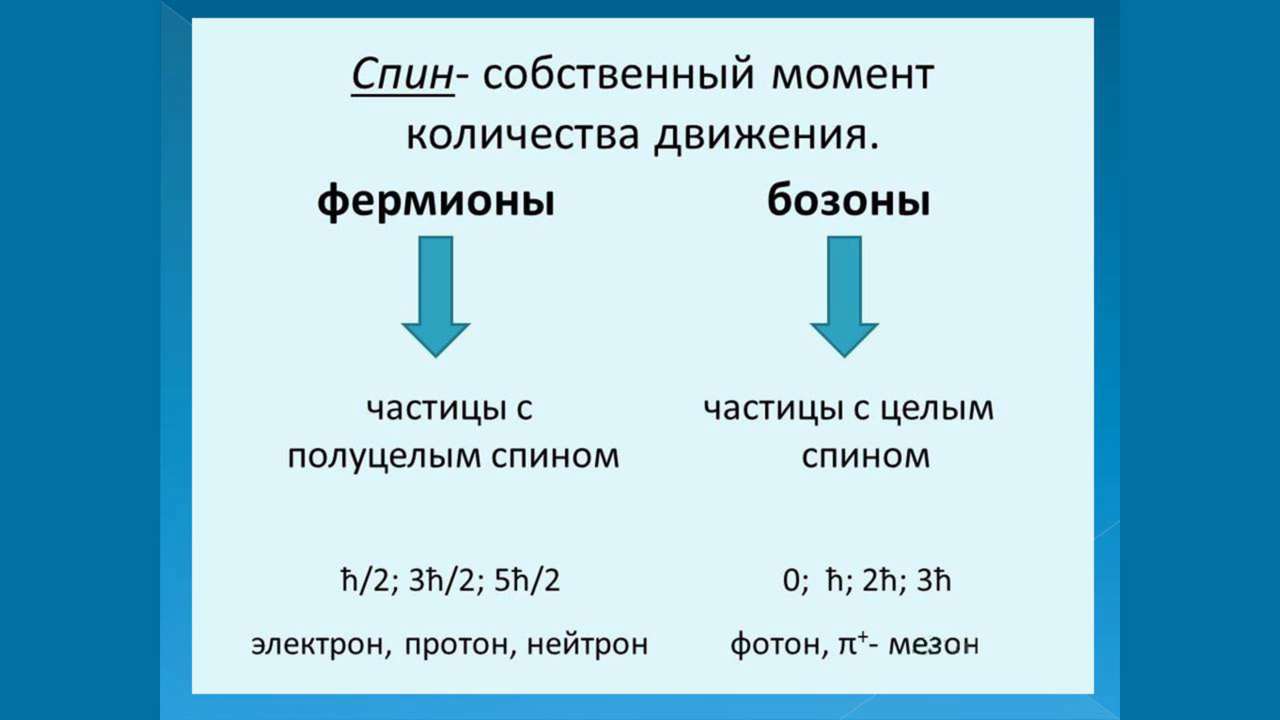 Спин- собственный момент
количества движения.
фермионы бозоны
частицы с
полуцелым спином
частицы с целым
спином
ħ/2; 3ħ/2; 5ħ/2
0; ħ; 2ħ; 3ħ
электрон, протон, нейтрон
фотон, π⁺- мезон